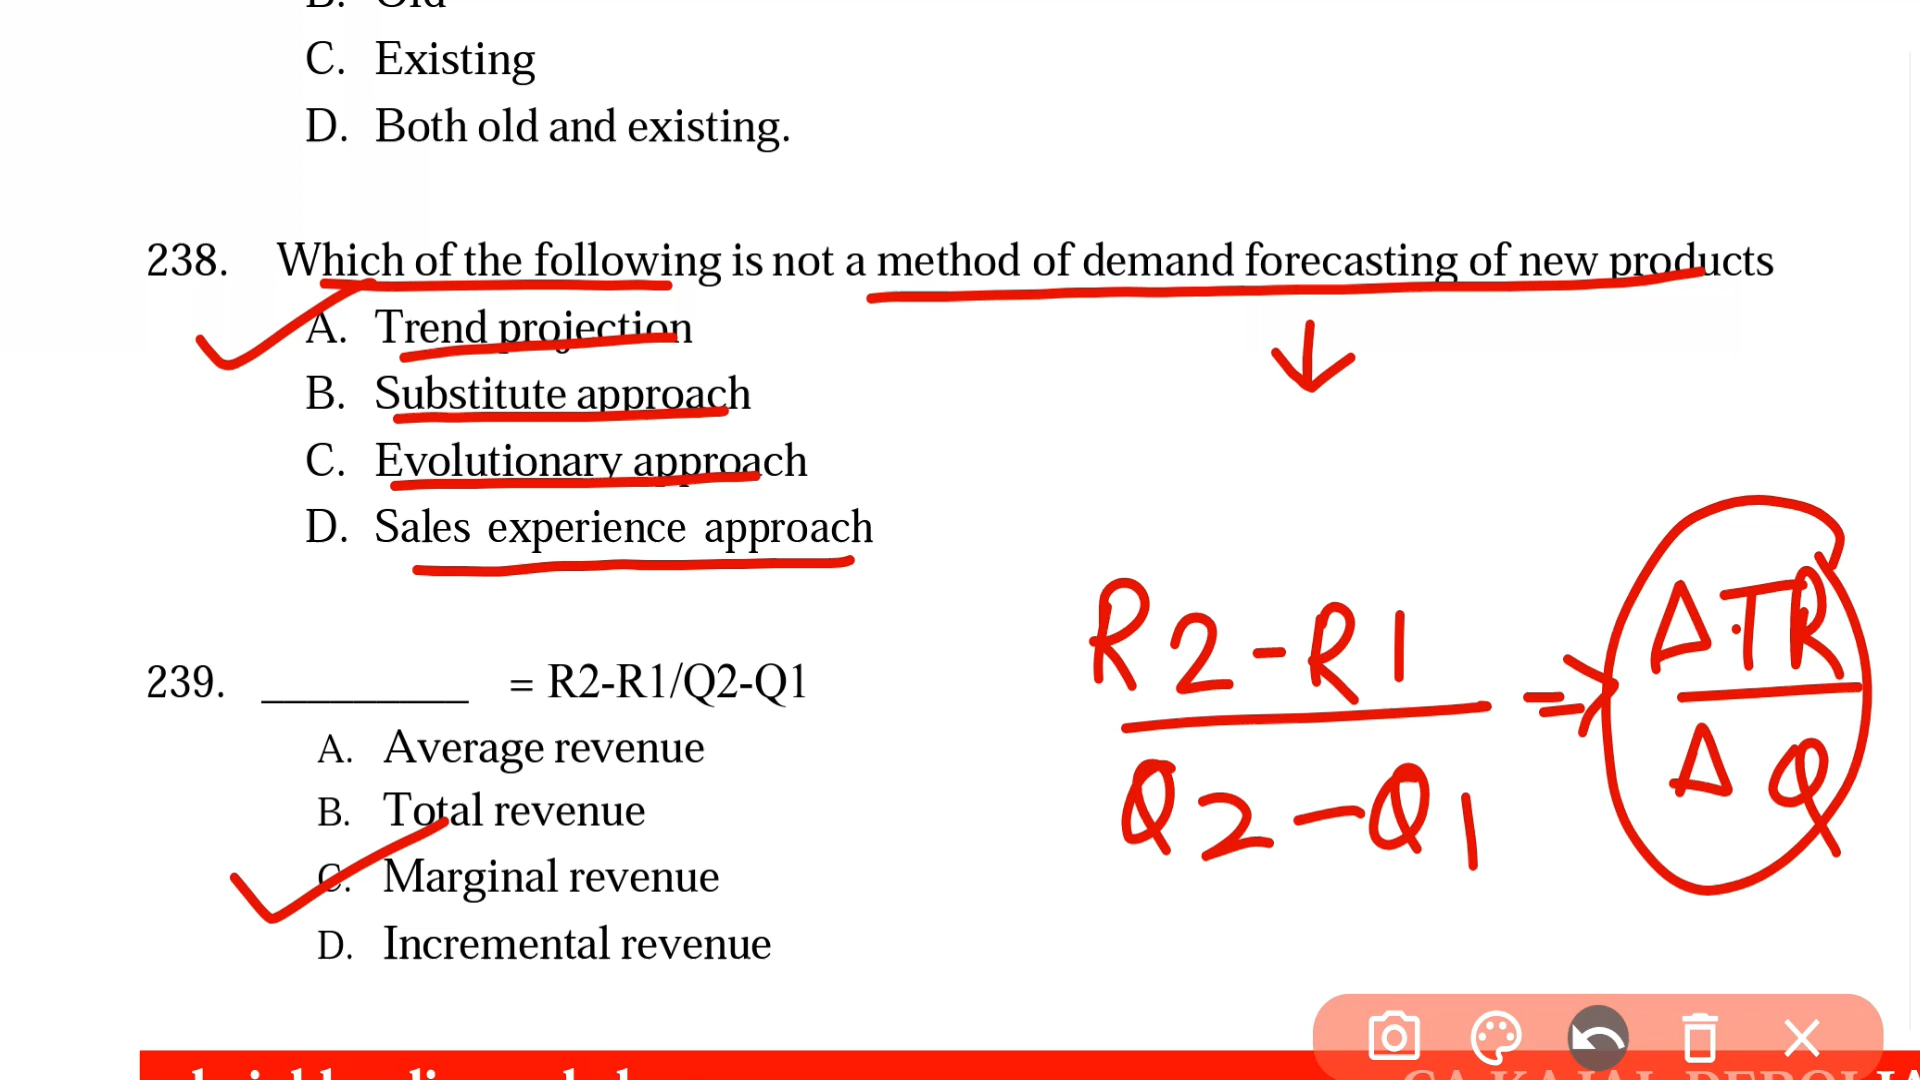 C. Existing
D. Both old and existing.
238. Which of the following is not a method of demand forecasting of new products
A. Trend projection
B. Substitute approach
C. Evolutionary approach
D. Sales experience approach
239. __________ = R2-R1/Q2-Q1
A. Average revenue
B. Total revenue
C. Marginal revenue
D. Incremental revenue
R2-R1
Q2-Q1
=> ΔTR
ΔQ